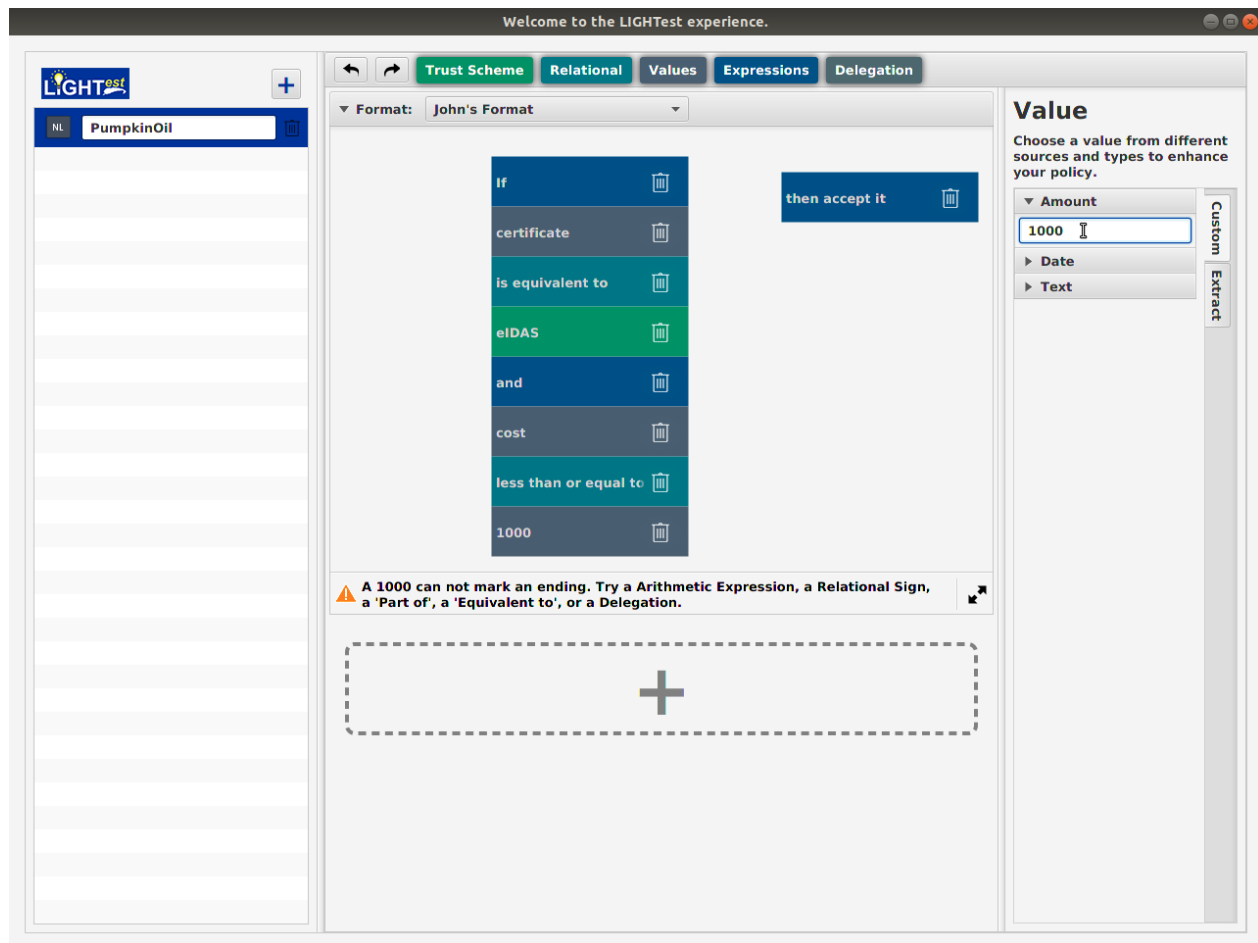 Welcome to the LIGHTest experience.
LIGHTest
NL PumpkinOil
Trust Scheme Relational Values Expressions Delegation
Format: John's Format
If
certificate
is equivalent to
eIDAS
and
cost
less than or equal to
1000
then accept it
A 1000 can not mark an ending. Try a Arithmetic Expression, a Relational Sign,
a 'Part of', a 'Equivalent to', or a Delegation.
Value
Choose a value from different
sources and types to enhance
your policy.
Amount
1000
Date
Text
Custom
Extract